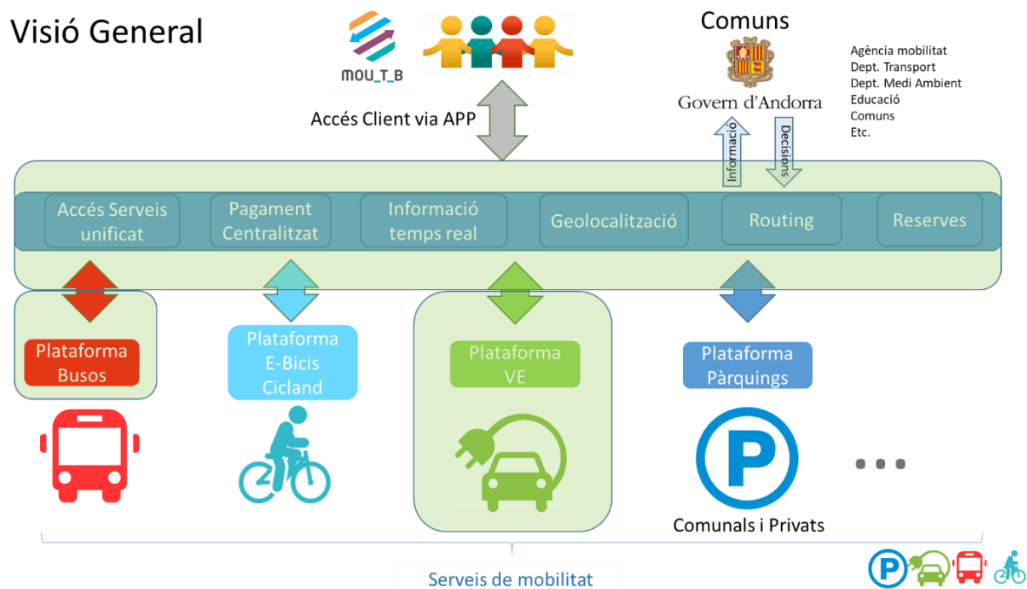 Visió General
MOU_T_B
Comuns
Govern d'Andorra
Agència mobilitat
Dept. Transport
Dept. Medi Ambient
Educació
Comuns
Etc.
Accés Client via APP
Informació
Decisions
Accés Serveis
unificat
Pagament
Centralitzat
Informació
temps real
Geolocalització
Routing
Reserves
Plataforma
Busos
Plataforma
E-Bicis
Cicland
Plataforma
VE
Plataforma
Pàrquings
P
Comunals i Privats
...
Serveis de mobilitat
P